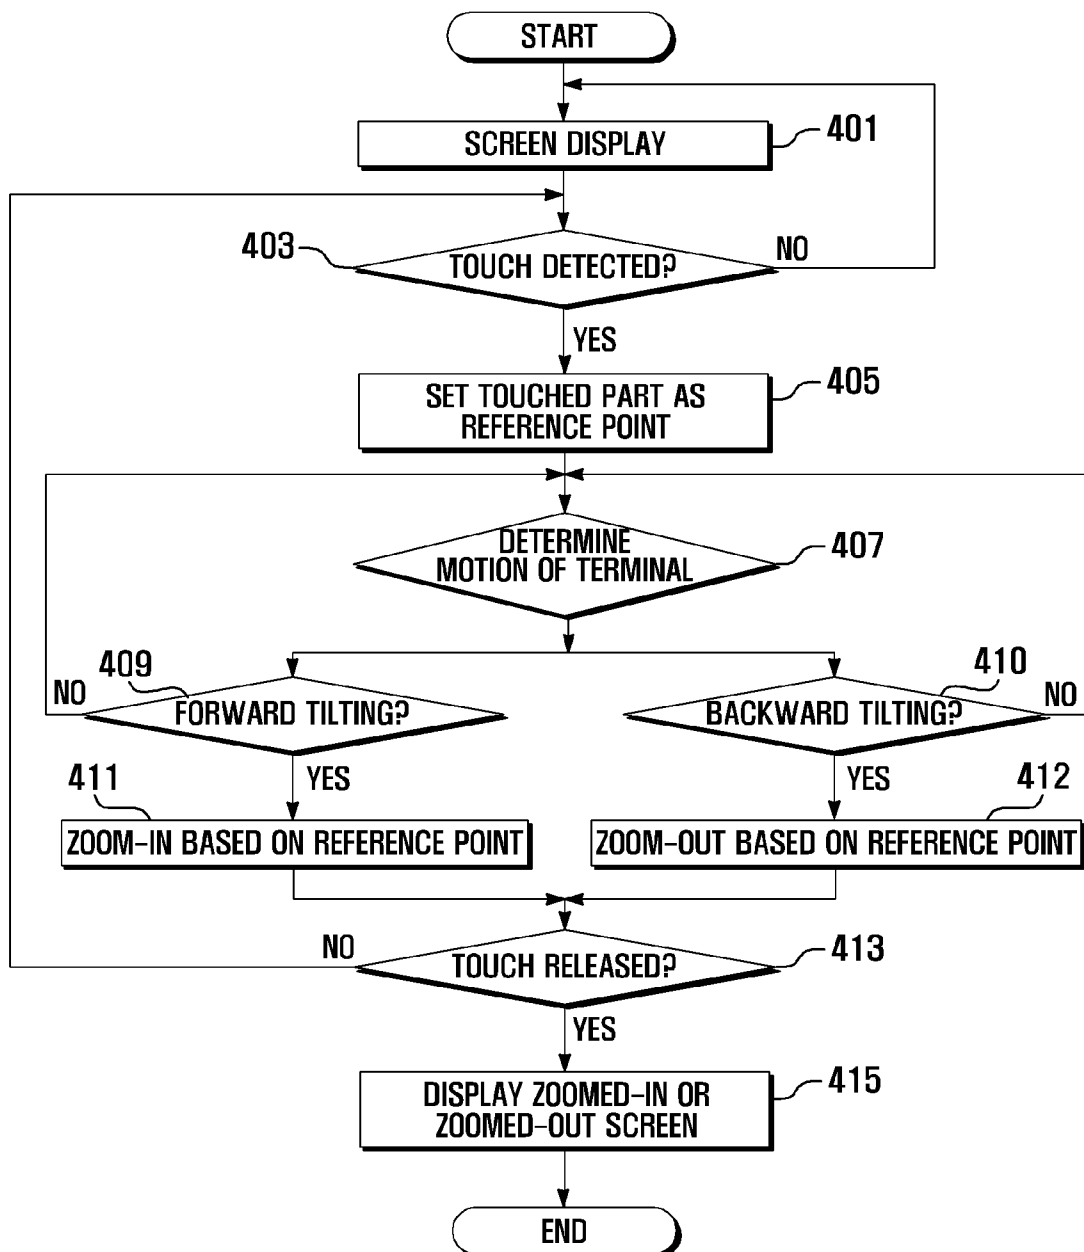 START
SCREEN DISPLAY
401
403
TOUCH DETECTED?
NO
YES
SET TOUCHED PART AS
REFERENCE POINT
405
DETERMINE
MOTION OF TERMINAL
407
409
NO
FORWARD TILTING?
410
BACKWARD TILTING?
NO
YES
YES
411
ZOOM-IN BASED ON REFERENCE POINT
412
ZOOM-OUT BASED ON REFERENCE POINT
NO
TOUCH RELEASED?
413
YES
DISPLAY ZOOMED-IN OR
ZOOMED-OUT SCREEN
415
END